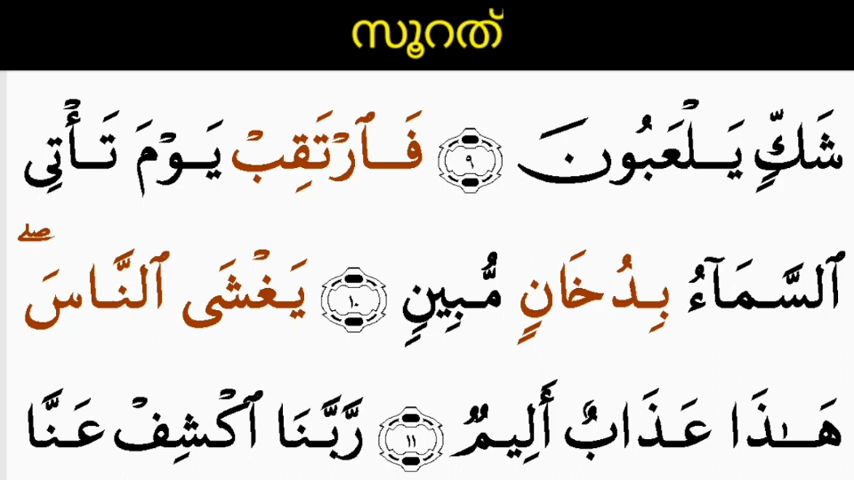 സൂറത്
شَكٍّ يَلْعَبُونَ ٩ فَٱرْتَقِبْ يَوْمَ تَأْتِى
ٱلسَّمَآءُ بِدُخَانٍ مُّبِينٍ ١٠ يَغْشَى ٱلنَّاسَ ۖ
هَـٰذَا عَذَابٌ أَلِيمٌ ١١ رَّبَّنَا ٱكْشِفْ عَنَّا